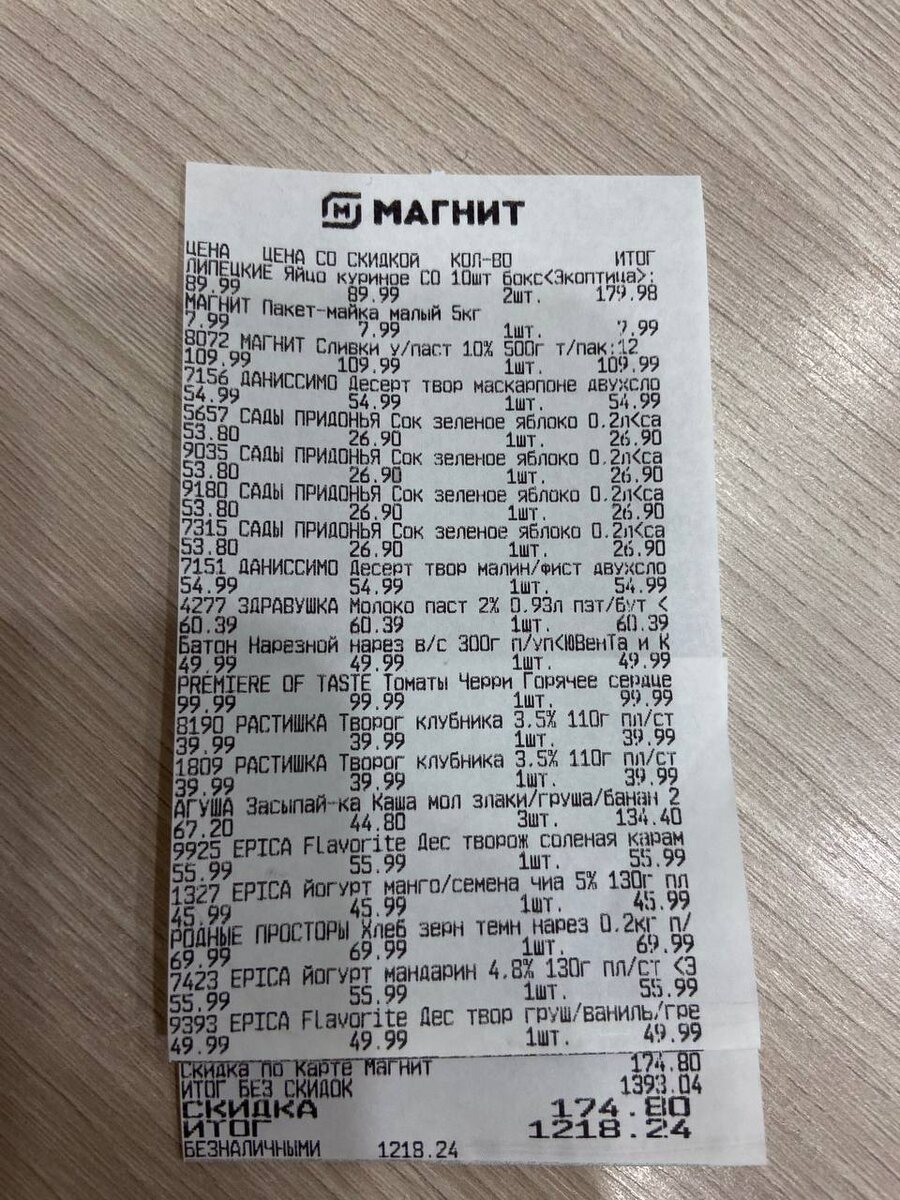 МАГНИТ
ЦЕНА ЦЕНА СО СКИДКОЙ КОЛ-ВО ИТОГ
ЛИПЕЦКИЕ Яйцо куриное СО 10шт бокс<Экоптица>:
89.99 89.99 2шт. 179.98
МАГНИТ Пакет-майка малый 5кг
7.99 7.99 1шт. 7.99
8072 МАГНИТ Сливки у/паст 10% 500г т/пак:12
109.99 109.99 1шт. 109.99
7156 ДАНИССИМО Десерт твор маскарпоне двухсло
54.99 54.99 1шт. 54.99
5657 САДЫ ПРИДОНЬЯ Сок зеленое яблоко 0.2л<са
53.80 26.90 1шт. 26.90
9035 САДЫ ПРИДОНЬЯ Сок зеленое яблоко 0.2л<са
53.80 26.90 1шт. 26.90
9180 САДЫ ПРИДОНЬЯ Сок зеленое яблоко 0.2л<са
53.80 26.90 1шт. 26.90
7315 САДЫ ПРИДОНЬЯ Сок зеленое яблоко 0.2л<са
53.80 26.90 1шт. 26.90
7151 ДАНИССИМО Десерт твор малин/фист двухсло
54.99 54.99 1шт. 54.99
4277 ЗДРАВУШКА Молоко паст 2% 0.93л пэт/бут <
60.39 60.39 1шт. 60.39
Батон Нарезной нарез в/с 300г п/уп<ЮВенТа и К
49.99 49.99 1шт. 49.99
PREMIERE OF TASTE Томаты Черри Горячее сердце
99.99 99.99 1шт. 99.99
8190 РАСТИШКА Творог клубника 3.5% 110г пл/ст
39.99 39.99 1шт. 39.99
1809 РАСТИШКА Творог клубника 3.5% 110г пл/ст
39.99 39.99 1шт. 39.99
АГУША Засыпай-ка Каша мол злаки/груша/банан 2
67.20 44.80 3шт. 134.40
9925 EPICA Flavorite Дес творож соленая карам
55.99 55.99 1шт. 55.99
1327 EPICA йогурт манго/семена чиа 5% 130г пл
45.99 45.99 1шт. 45.99
РОДНЫЕ ПРОСТОРЫ Хлеб зерн темн нарез 0.2кг п/
69.99 69.99 1шт. 69.99
7423 EPICA йогурт мандарин 4.8% 130г пл/ст <Э
55.99 55.99 1шт. 55.99
9393 EPICA Flavorite Дес твор груш/ваниль/гре
49.99 49.99 1шт. 49.99
Скидка по карте Магнит 174.80
ИТОГ БЕЗ СКИДОК 1393.04
СКИДКА 174.80
ИТОГ 1218.24
БЕЗНАЛИЧНЫМИ 1218.24